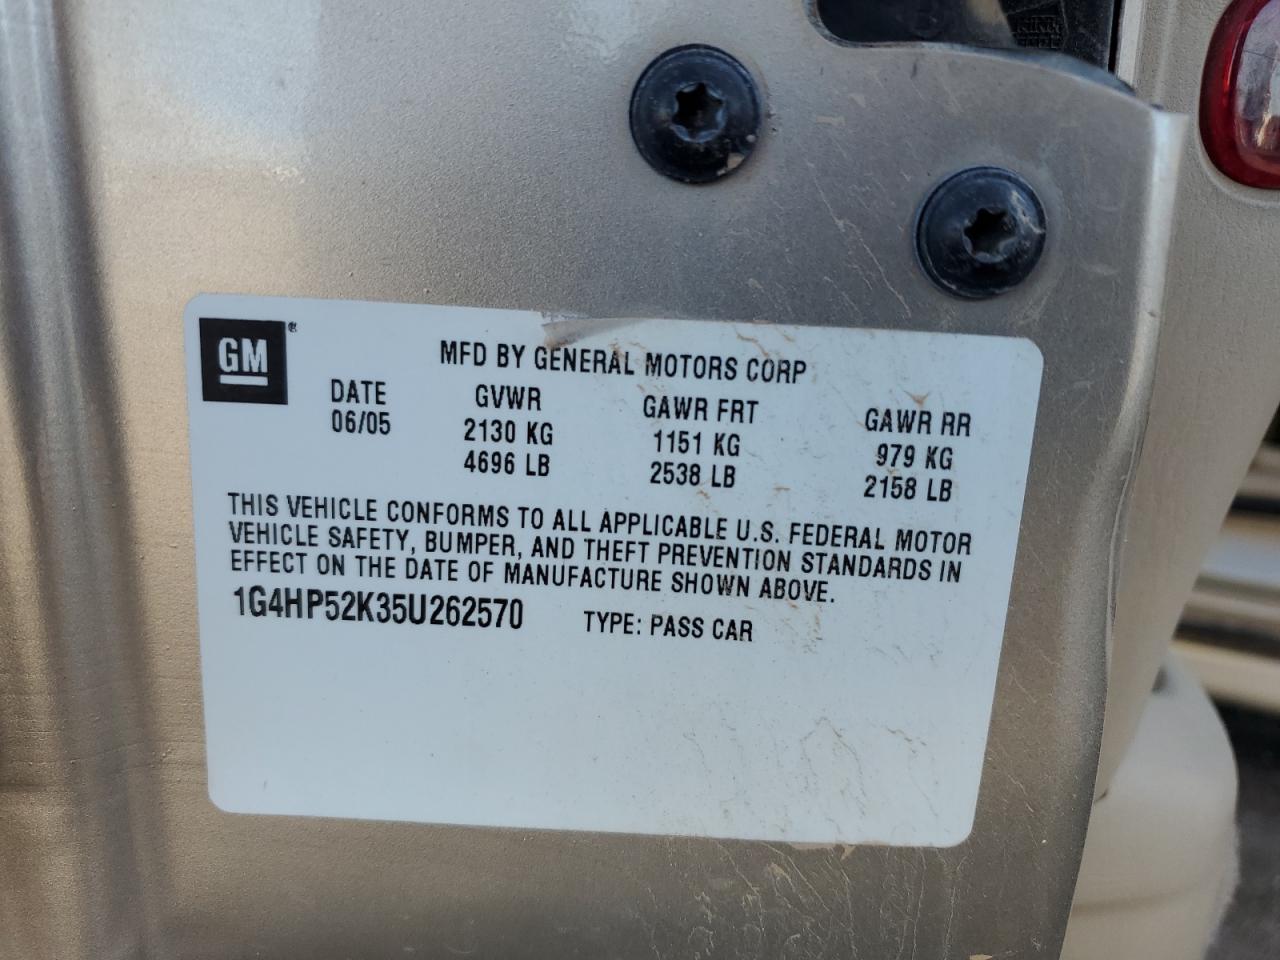 GM®
MFD BY GENERAL MOTORS CORP
DATE GVWR GAWR FRT GAWR RR
06/05 2130 KG 1151 KG 979 KG
4696 LB 2538 LB 2158 LB
THIS VEHICLE CONFORMS TO ALL APPLICABLE U.S. FEDERAL MOTOR
VEHICLE SAFETY, BUMPER, AND THEFT PREVENTION STANDARDS IN
EFFECT ON THE DATE OF MANUFACTURE SHOWN ABOVE.
1G4HP52K35U262570 TYPE: PASS CAR